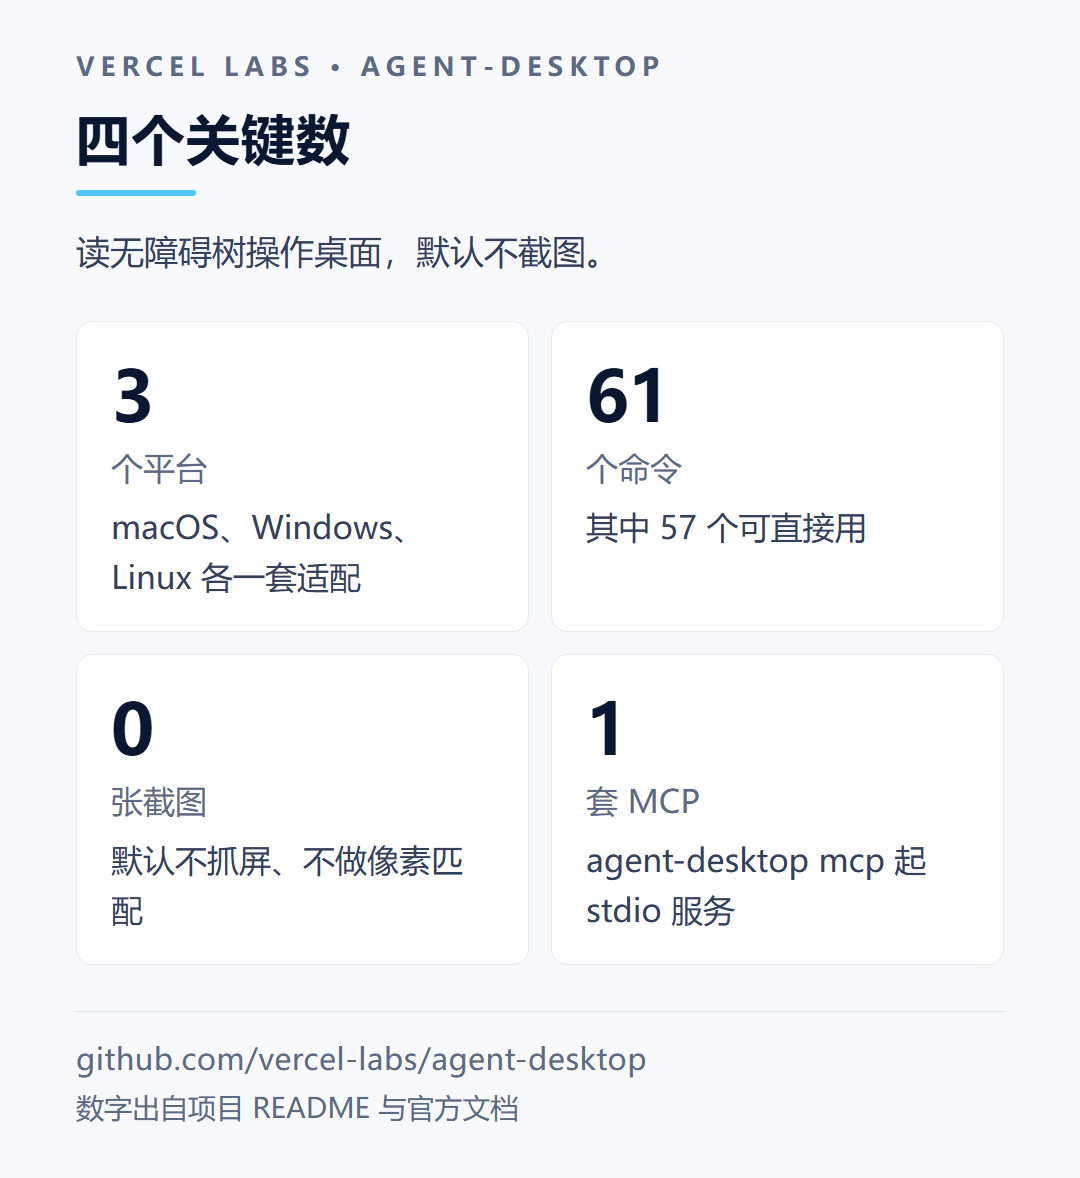 VERCEL LABS • AGENT-DESKTOP
四个关键数
读无障碍树操作桌面，默认不截图。
3
个平台
macOS、Windows、
Linux 各一套适配
61
个命令
其中 57 个可直接用
0
张截图
默认不抓屏、不做像素匹
配
1
套 MCP
agent-desktop mcp 起
stdio 服务
github.com/vercel-labs/agent-desktop
数字出自项目 README 与官方文档